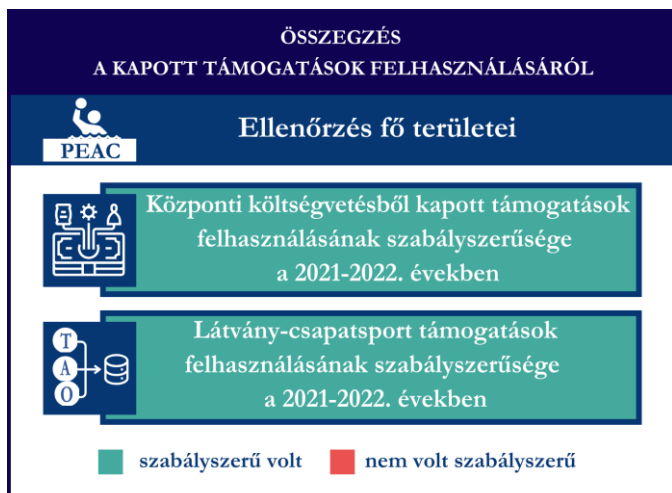 ÖSSZEGZÉS
A KAPOTT TÁMOGATÁSOK FELHASZNÁLÁSÁRÓL
PEAC
Ellenőrzés fő területei
Központi költségvetésből kapott támogatások
felhasználásának szabályszerűsége
a 2021-2022. években
T
A
O
Látvány-csapatsport támogatások
felhasználásának szabályszerűsége
a 2021-2022. években
szabályszerű volt
nem volt szabályszerű